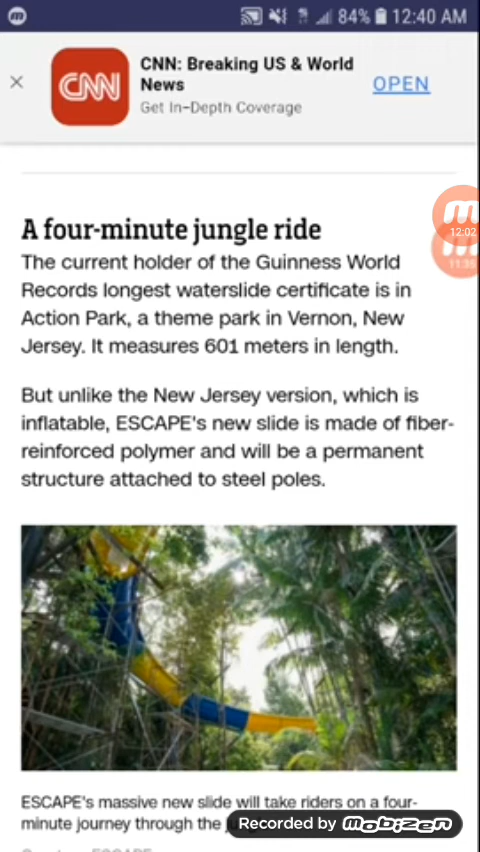 84% 12:40 AM
CNN: Breaking US & World
News
Get In-Depth Coverage
OPEN
CNN
A four-minute jungle ride
The current holder of the Guinness World
Records longest waterslide certificate is in
Action Park, a theme park in Vernon, New
Jersey. It measures 601 meters in length.
12:02
11:35
But unlike the New Jersey version, which is
inflatable, ESCAPE's new slide is made of fiber-
reinforced polymer and will be a permanent
structure attached to steel poles.
ESCAPE's massive new slide will take riders on a four-
minute journey through the
Recorded by mobizen